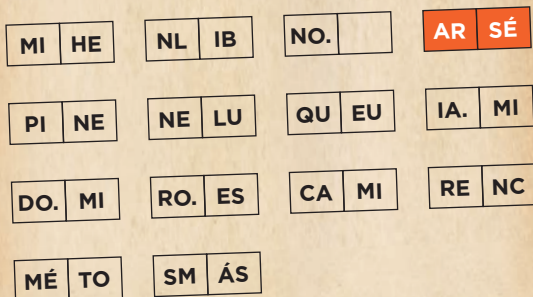 MI HE NL IB NO. AR SÉ
PI NE NE LU QU EU IA. MI
DO. MI RO. ES CA MI RE NC
MÉ TO SM ÁS